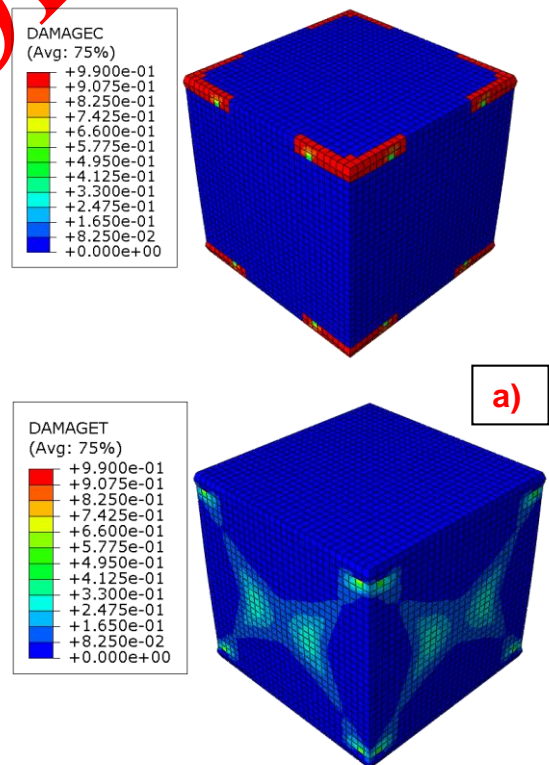 DAMAGEC
(Avg: 75%)
+9.900e-01
+9.075e-01
+8.250e-01
+7.425e-01
+6.600e-01
+5.775e-01
+4.950e-01
+4.125e-01
+3.300e-01
+2.475e-01
+1.650e-01
+8.250e-02
+0.000e+00
a)
DAMAGET
(Avg: 75%)
+9.900e-01
+9.075e-01
+8.250e-01
+7.425e-01
+6.600e-01
+5.775e-01
+4.950e-01
+4.125e-01
+3.300e-01
+2.475e-01
+1.650e-01
+8.250e-02
+0.000e+00